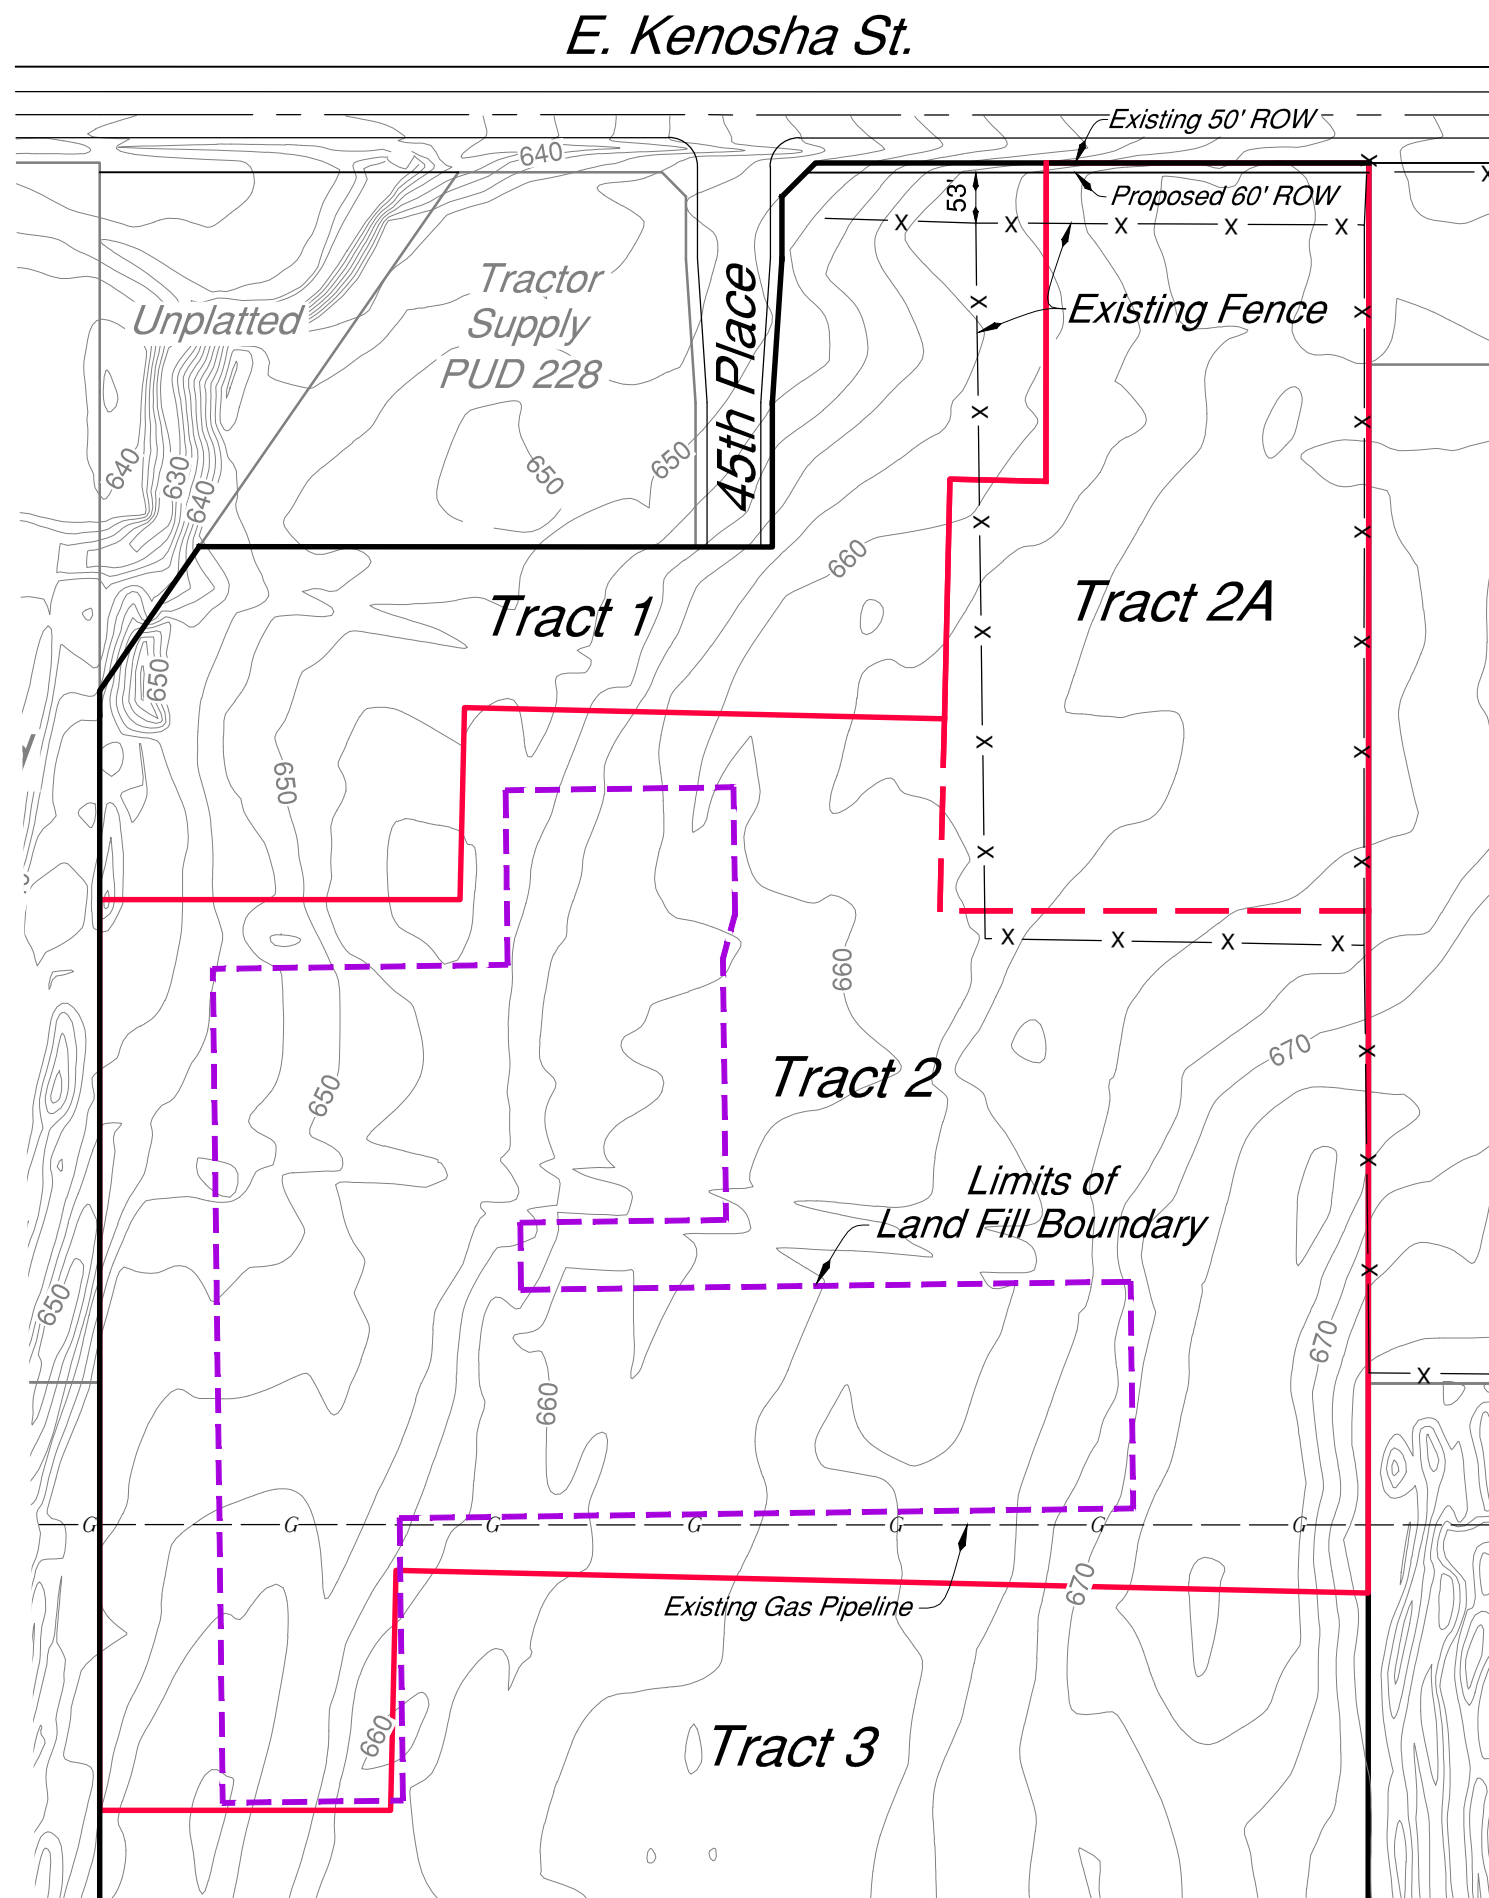 E. Kenosha St.
Existing 50' ROW
640
Proposed 60' ROW
53'
X X X X X
Tractor
Supply
PUD 228
Unplatted
45th Place
Existing Fence
X
X
X
X
640
630
640
650
650
660
X
X
X
X
Tract 1
Tract 2A
X
X
650
X
X
650
X
X
X X X X
660
650
Tract 2
670
X
X
Limits of
Land Fill Boundary
X
650
670
X
660
G G G G G G G
670
Existing Gas Pipeline
660
Tract 3